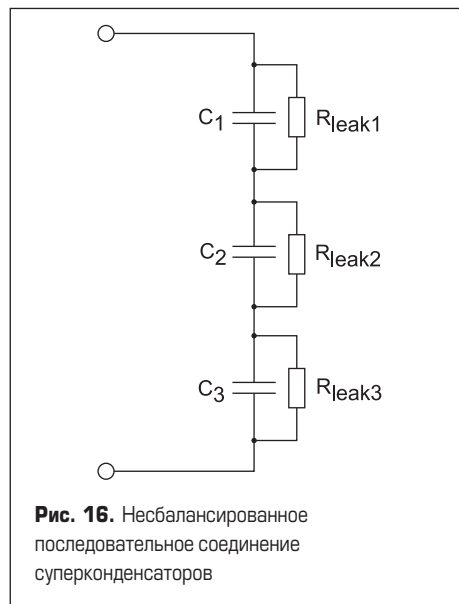 C1 Rleak1
C2 Rleak2
C3 Rleak3
Рис. 16. Несбалансированное
последовательное соединение
суперконденсаторов